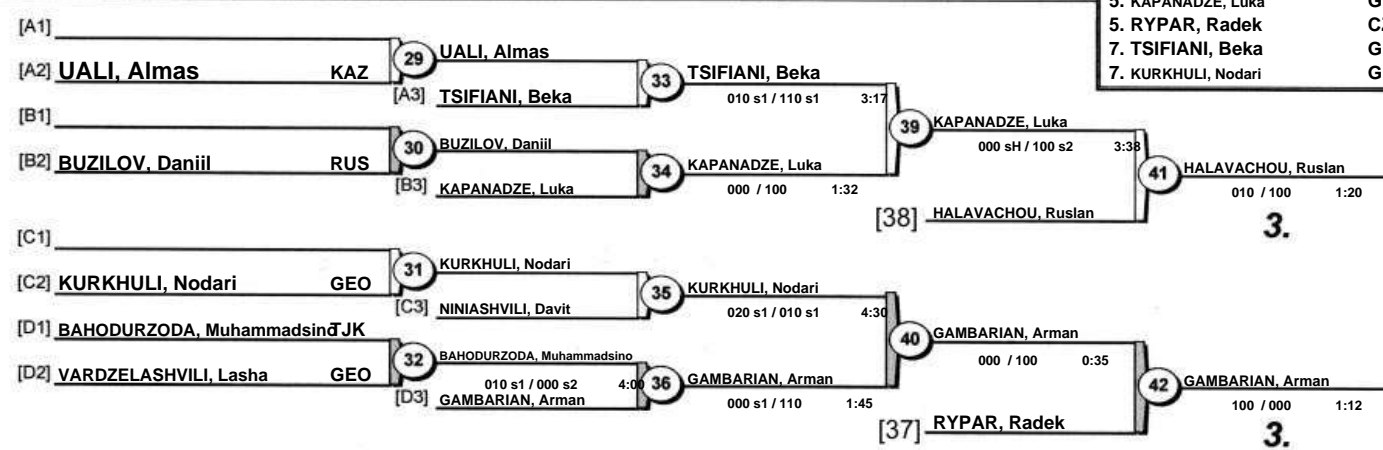 5. KAPANADZE, Luka G
5. RYPAR, Radek CZ
7. TSIFIANI, Beka G
7. KURKHULI, Nodari G
[A1]
[A2] UALI, Almas KAZ
29
UALI, Almas
[A3] TSIFIANI, Beka
33
TSIFIANI, Beka
010 s1 / 110 s1 3:17
[B1]
[B2] BUZILOV, Daniil RUS
30
BUZILOV, Daniil
[B3] KAPANADZE, Luka
34
KAPANADZE, Luka
000 / 100 1:32
39
KAPANADZE, Luka
000 sH / 100 s2 3:38
[38] HALAVACHOU, Ruslan
41
HALAVACHOU, Ruslan
010 / 100 1:20
3.
[C1]
[C2] KURKHULI, Nodari GEO
31
KURKHULI, Nodari
[C3] NINIASHVILI, Davit
35
KURKHULI, Nodari
020 s1 / 010 s1 4:30
[D1] BAHODURZODA, Muhammadsino TJK
[D2] VARDZELASHVILI, Lasha GEO
32
BAHODURZODA, Muhammadsino
010 s1 / 000 s2 4:00
[D3] GAMBARIAN, Arman
36
GAMBARIAN, Arman
000 s1 / 110 1:45
40
GAMBARIAN, Arman
000 / 100 0:35
[37] RYPAR, Radek
42
GAMBARIAN, Arman
100 / 000 1:12
3.